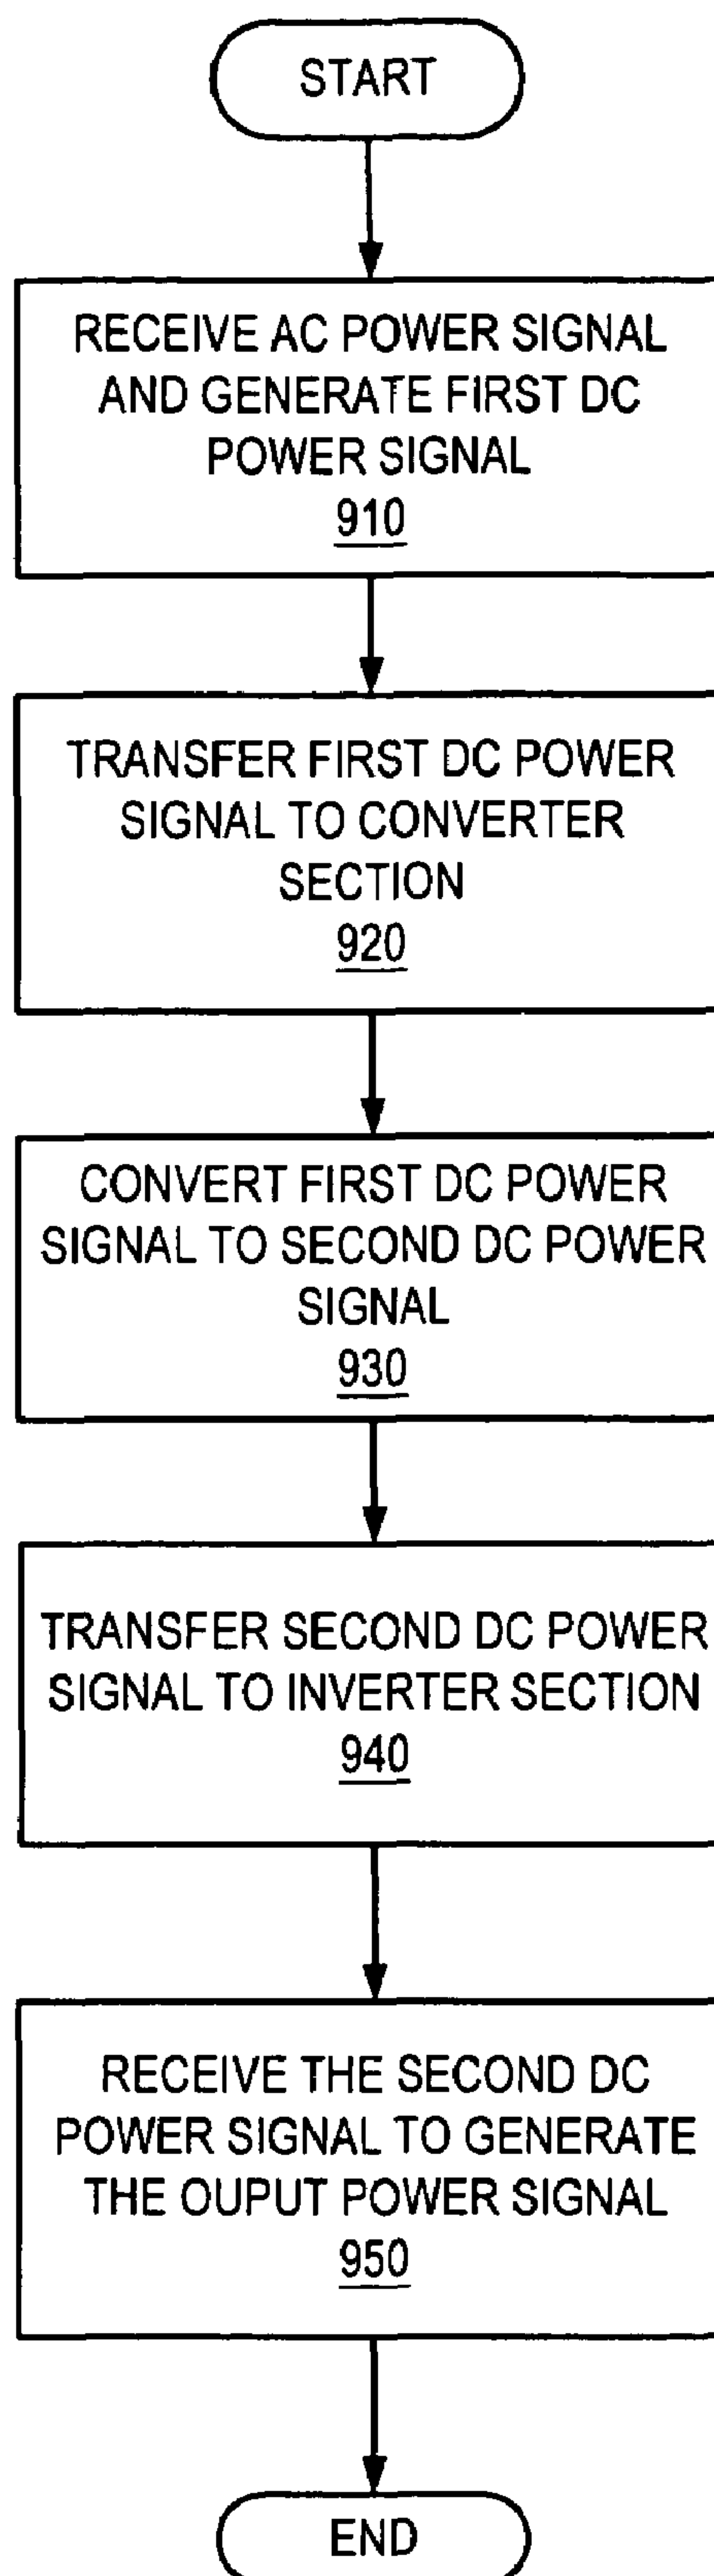 START
RECEIVE AC POWER SIGNAL
AND GENERATE FIRST DC
POWER SIGNAL
910
TRANSFER FIRST DC POWER
SIGNAL TO CONVERTER
SECTION
920
CONVERT FIRST DC POWER
SIGNAL TO SECOND DC POWER
SIGNAL
930
TRANSFER SECOND DC POWER
SIGNAL TO INVERTER SECTION
940
RECEIVE THE SECOND DC
POWER SIGNAL TO GENERATE
THE OUPUT POWER SIGNAL
950
END